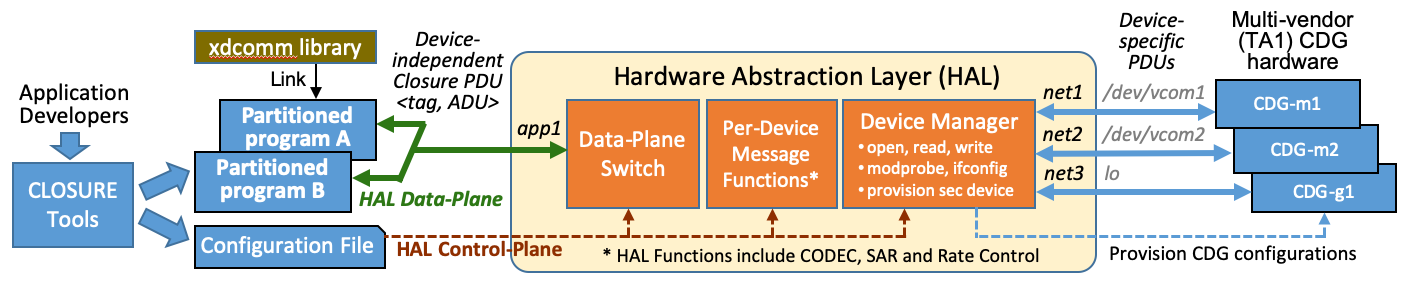 Application
Developers
CLOSURE
Tools
xdcomm library
Link
Partitioned
program A
Partitioned
program B
Configuration File
Device-
independent
Closure PDU
<tag, ADU>
HAL Data-Plane
HAL Control-Plane
app1
Hardware Abstraction Layer (HAL)
Data-Plane
Switch
Per-Device
Message
Functions*
Device Manager
• open, read, write
• modprobe, ifconfig
• provision sec device
* HAL Functions include CODEC, SAR and Rate Control
Device-
specific
PDUs
net1 /dev/vcom1
net2 /dev/vcom2
net3 lo
Multi-vendor
(TA1) CDG
hardware
CDG-m1
CDG-m2
CDG-g1
Provision CDG configurations